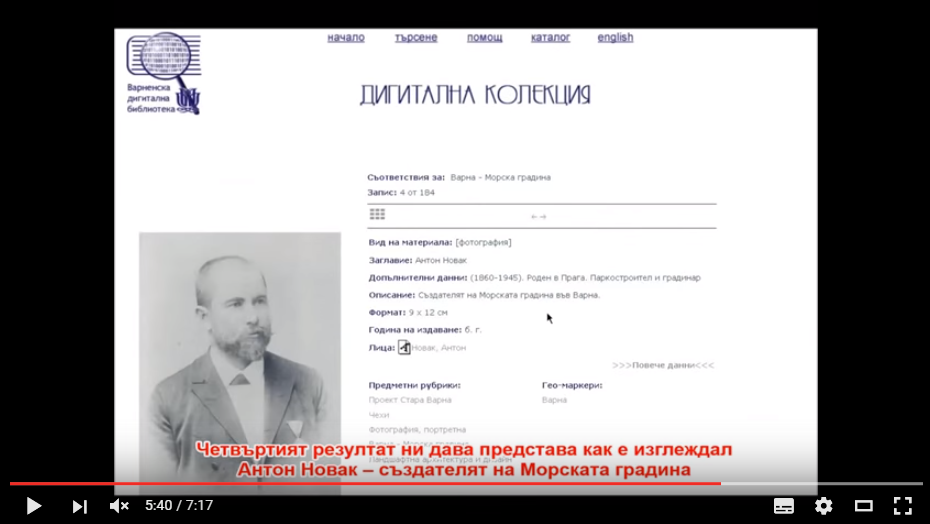 начало търсене помощ каталог english
Варненска
дигитална
библиотека
ДИГИТАЛНА КОЛЕКЦИЯ
Съответствия за: Варна - Морска градина
Запис: 4 от 184
Вид на материала: [фотография]
Заглавие: Антон Новак
Допълнителни данни: (1860-1945). Роден в Прага. Паркостроител и градинар
Описание: Създателят на Морската градина във Варна.
Формат: 9 x 12 см
Година на издаване: б. г.
Лица: Новак, Антон
>>>Повече данни<<<
Предметни рубрики: Гео-маркери:
Проект Стара Варна Варна
Чехи
Фотография, портретна
Варна - Морска градина
Ландшафтна архитектура и дизайн
Четвъртият резултат ни дава представа как е изглеждал
Антон Новак – създателят на Морската градина
5:40 / 7:17